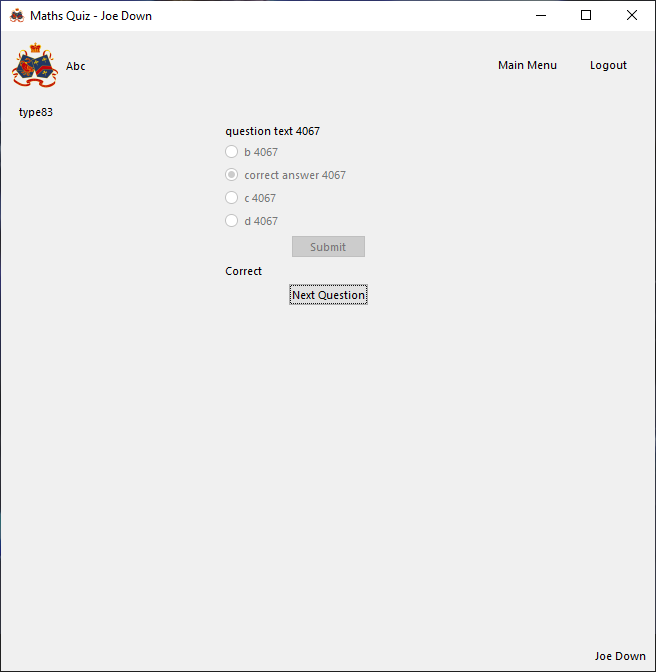 Maths Quiz - Joe Down
Abc
Main Menu
Logout
type83
question text 4067
b 4067
correct answer 4067
c 4067
d 4067
Submit
Correct
Next Question
Joe Down